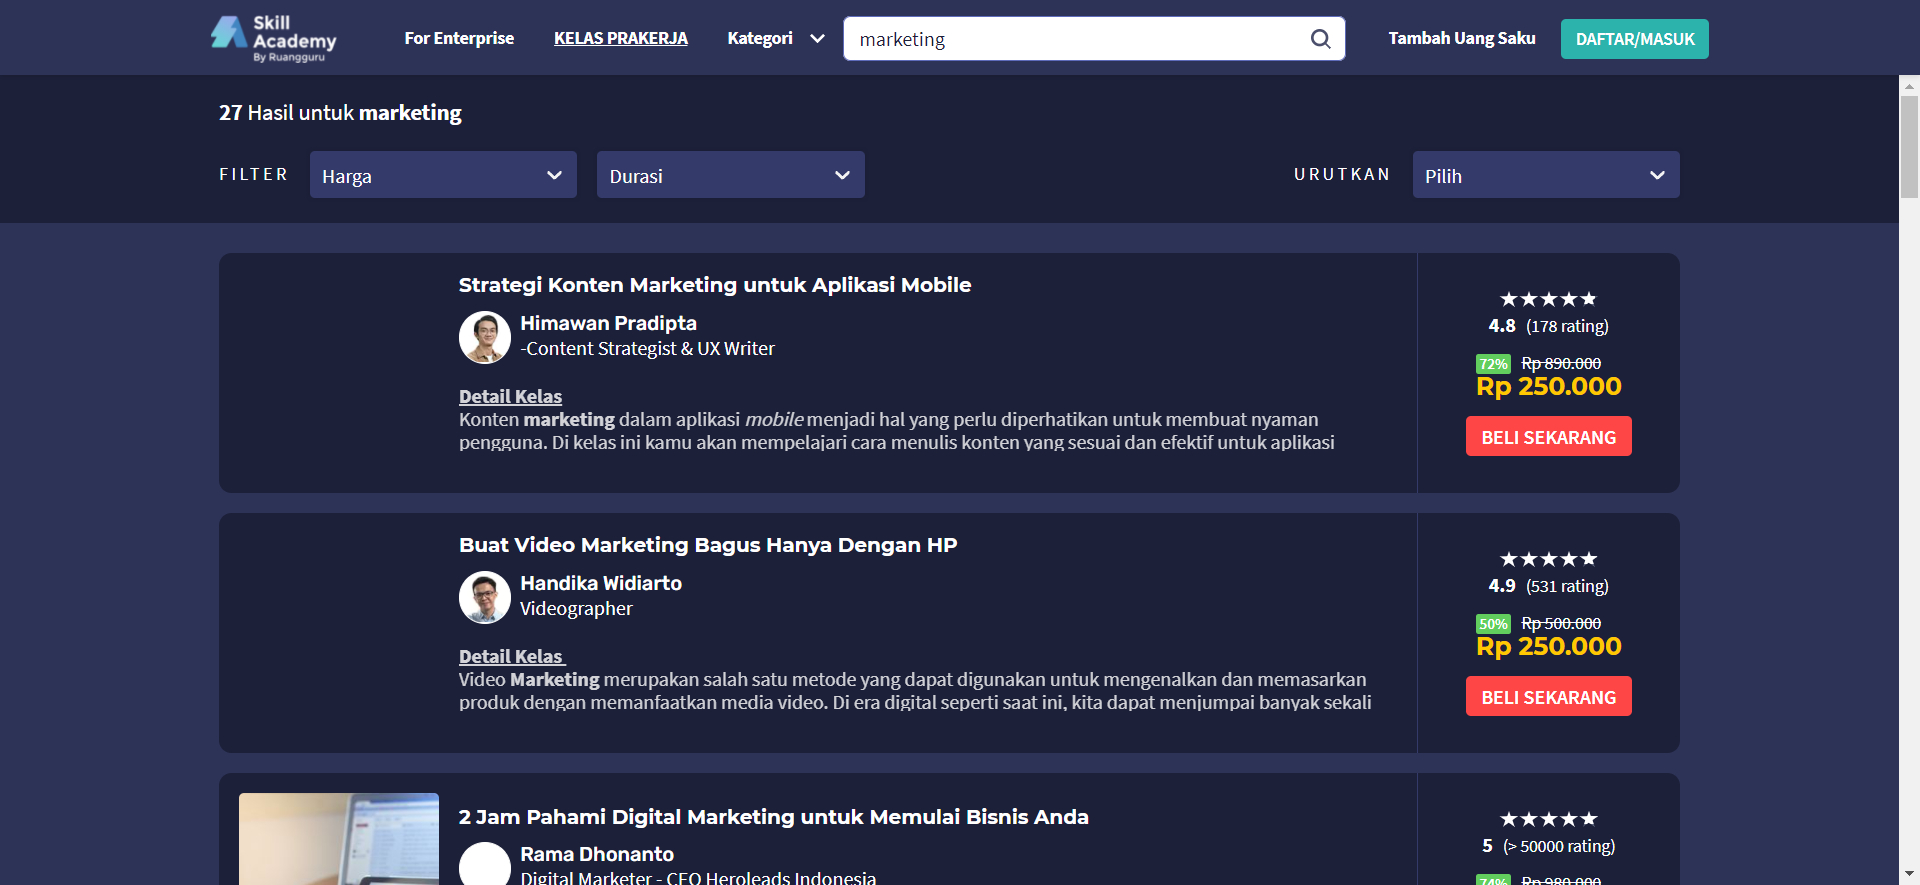 Skill
Academy
By Ruangguru
For Enterprise
KELAS PRAKERJA
Kategori
marketing
Tambah Uang Saku
DAFTAR/MASUK
27 Hasil untuk marketing
FILTER
Harga
Durasi
URUTKAN
Pilih
Strategi Konten Marketing untuk Aplikasi Mobile
Himawan Pradipta
-Content Strategist & UX Writer
Detail Kelas
Konten marketing dalam aplikasi mobile menjadi hal yang perlu diperhatikan untuk membuat nyaman
pengguna. Di kelas ini kamu akan mempelajari cara menulis konten yang sesuai dan efektif untuk aplikasi
4.8 (178 rating)
72% Rp 890.000
Rp 250.000
BELI SEKARANG
Buat Video Marketing Bagus Hanya Dengan HP
Handika Widiarto
Videographer
Detail Kelas
Video Marketing merupakan salah satu metode yang dapat digunakan untuk mengenalkan dan memasarkan
produk dengan memanfaatkan media video. Di era digital seperti saat ini, kita dapat menjumpai banyak sekali
4.9 (531 rating)
50% Rp 500.000
Rp 250.000
BELI SEKARANG
2 Jam Pahami Digital Marketing untuk Memulai Bisnis Anda
Rama Dhonanto
Digital Marketer - CEO Heroleads Indonesia
5 (> 50000 rating)
74% Rp 980.000